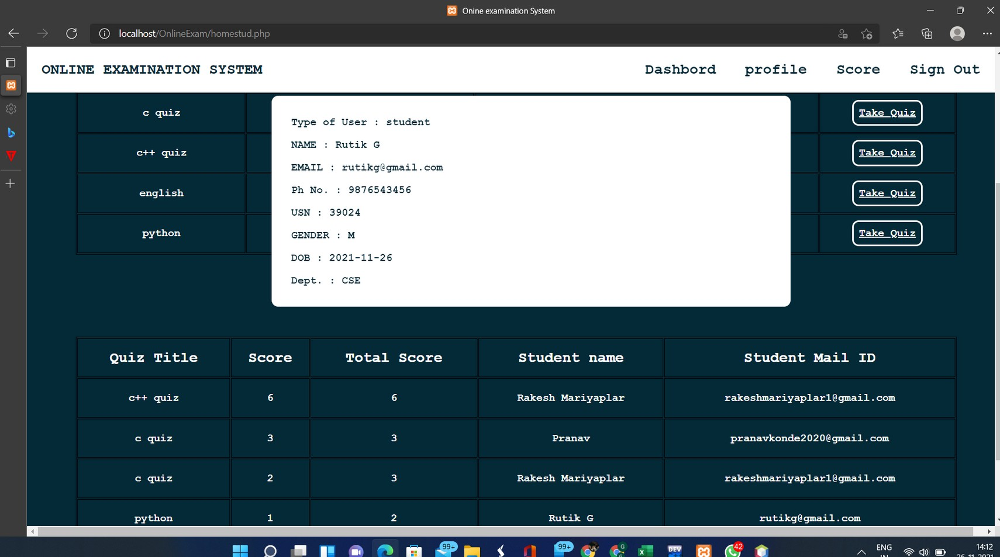 Onine examination System
localhost/OnlineExam/homestud.php
ONLINE EXAMINATION SYSTEM Dashbord profile Score Sign Out
c quiz Take Quiz
c++ quiz Take Quiz
english Take Quiz
python Take Quiz
Type of User : student
NAME : Rutik G
EMAIL : rutikg@gmail.com
Ph No. : 9876543456
USN : 39024
GENDER : M
DOB : 2021-11-26
Dept. : CSE
Quiz Title Score Total Score Student name Student Mail ID
c++ quiz 6 6 Rakesh Mariyaplar rakeshmariyaplar1@gmail.com
c quiz 3 3 Pranav pranavkonde2020@gmail.com
c quiz 2 3 Rakesh Mariyaplar rakeshmariyaplar1@gmail.com
python 1 2 Rutik G rutikg@gmail.com
99+ 99+ G DEV 42 ENG 14:12